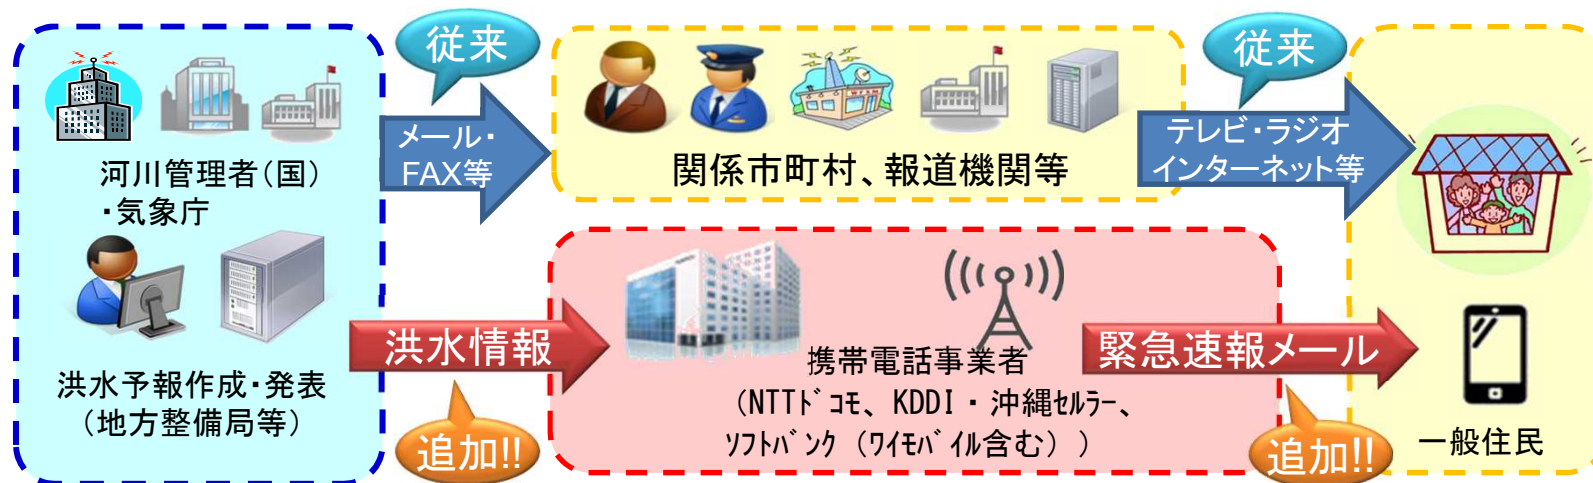 河川管理者（国）
・気象庁
洪水予報作成・発表
（地方整備局等）
従来
メール・
FAX等
関係市町村、報道機関等
従来
テレビ・ラジオ
インターネット等
洪水情報
追加!!
携帯電話事業者
（NTTﾄﾞｺﾓ、KDDI・沖縄ｾﾙﾗｰ、
ｿﾌﾄﾊﾞﾝｸ（ﾜｲﾓﾊﾞｲﾙ含む））
緊急速報メール
追加!!
一般住民